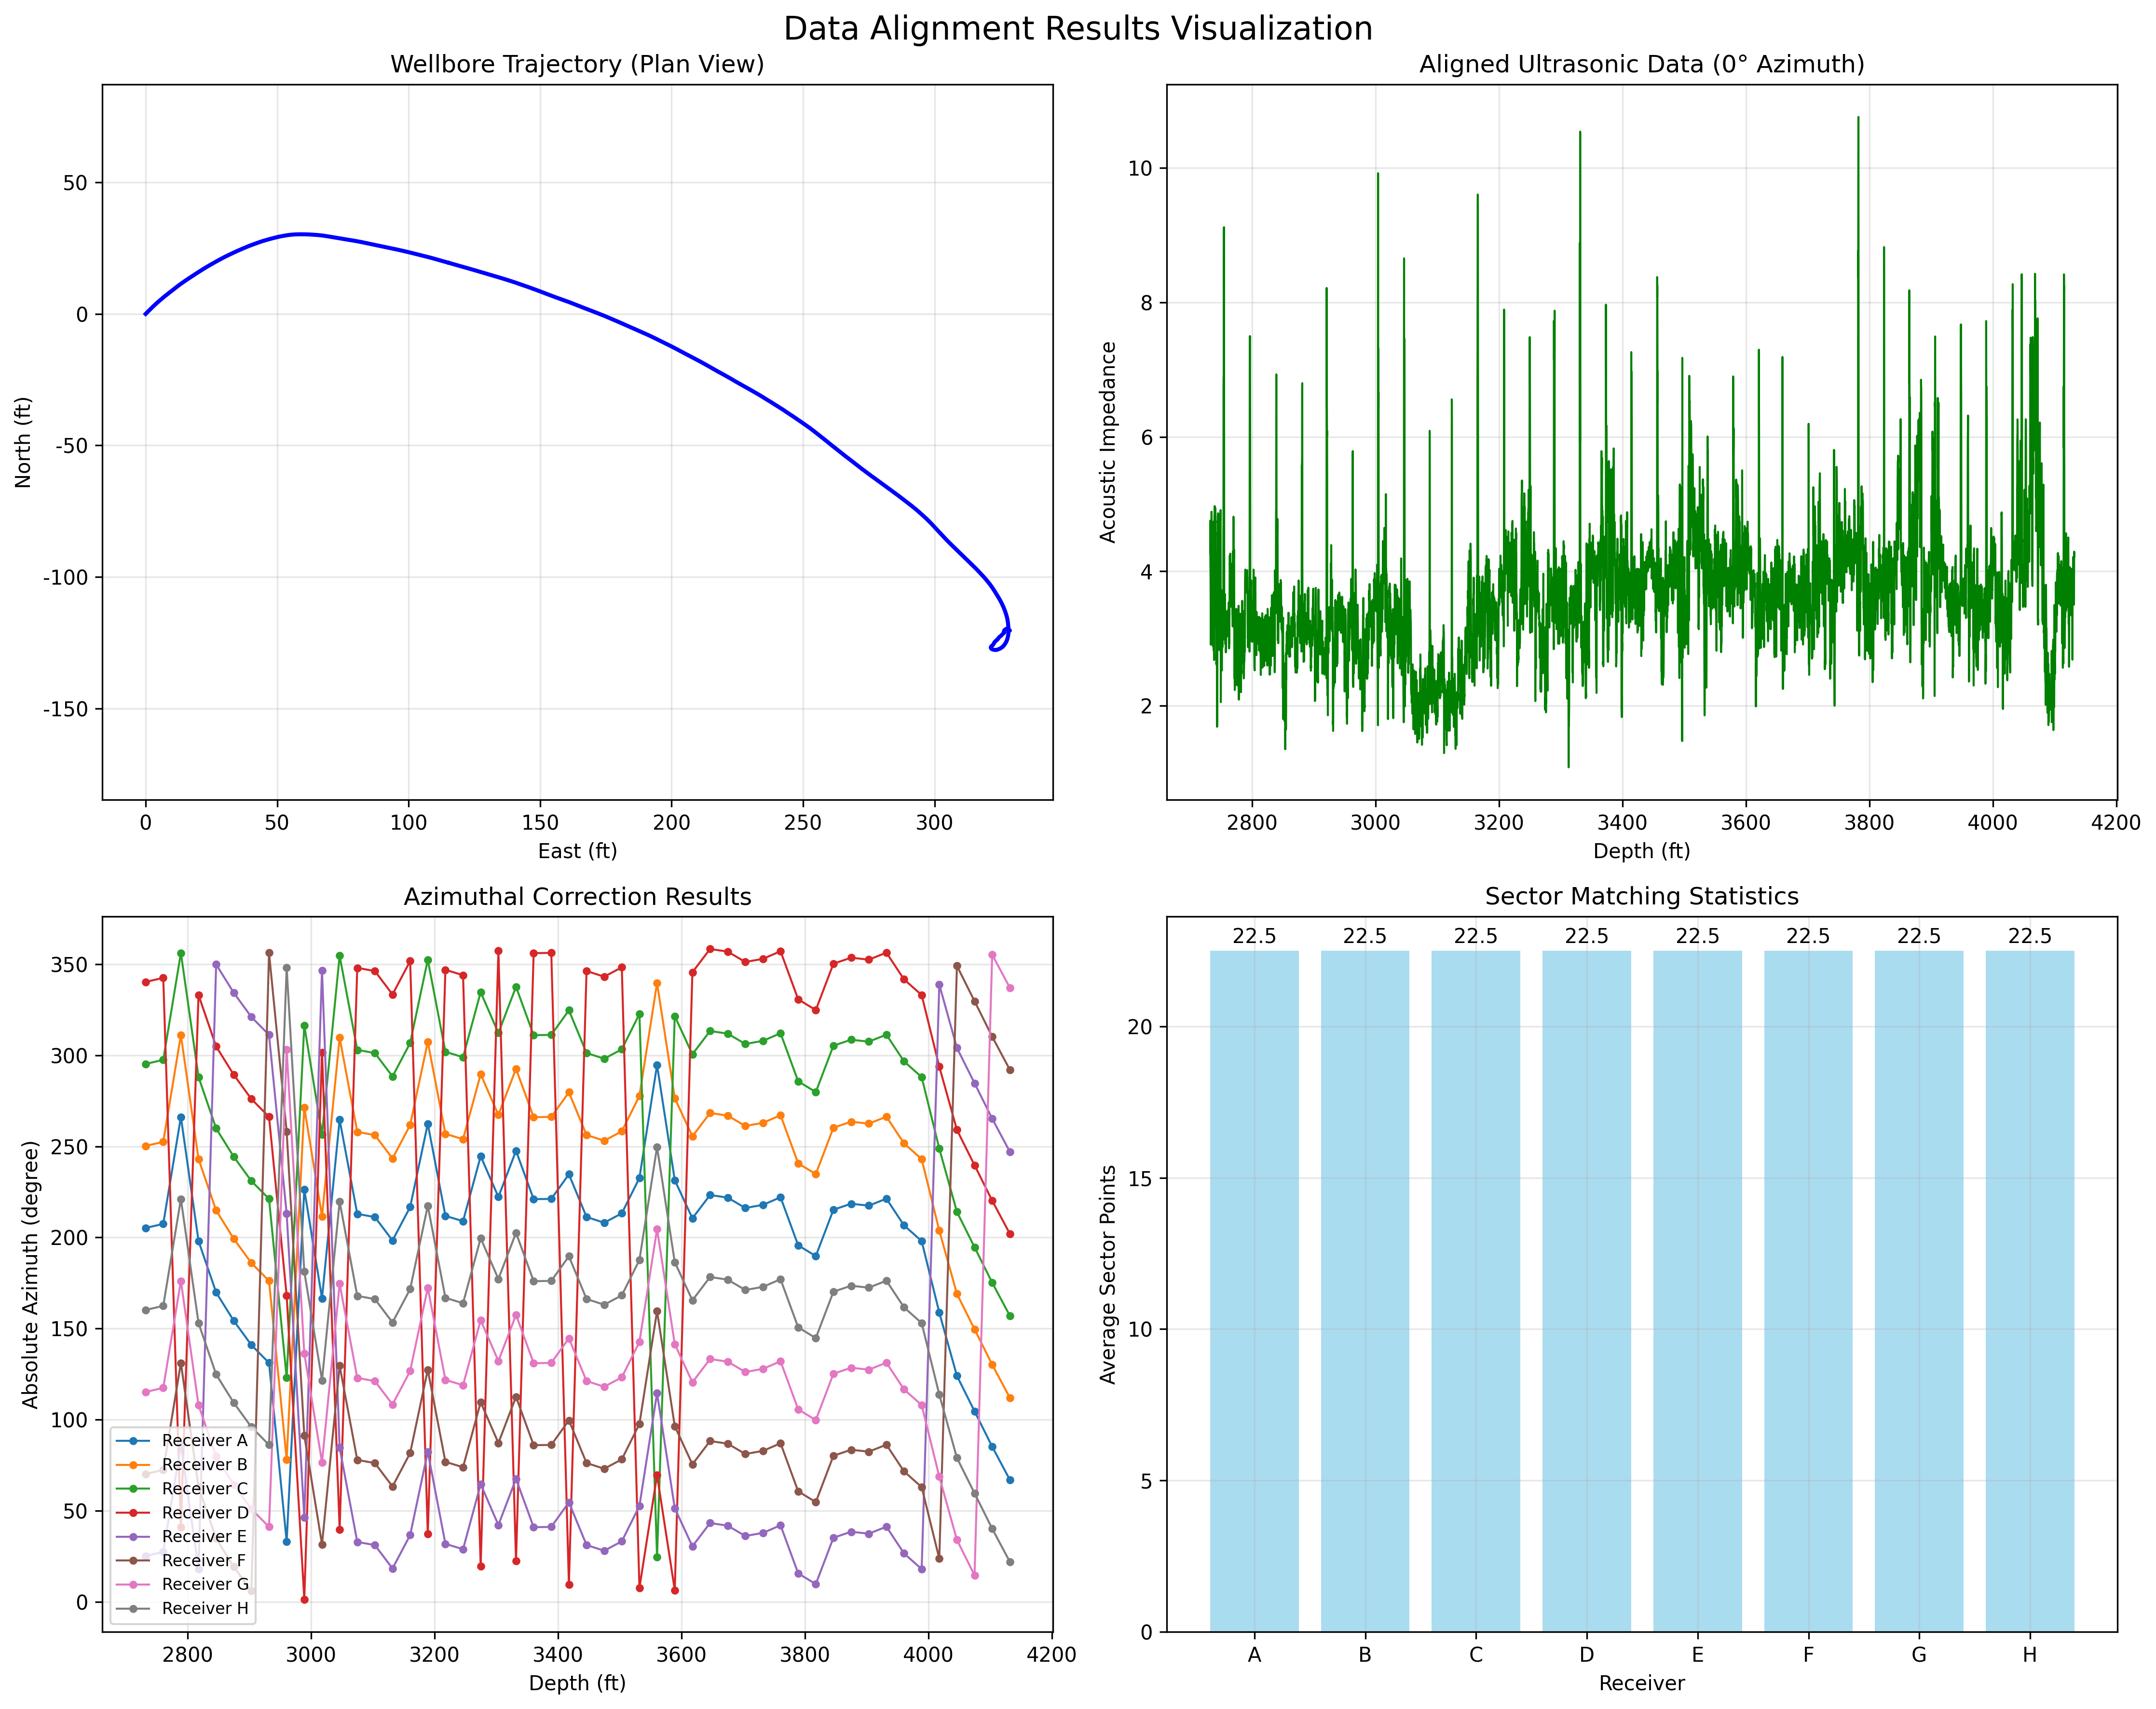 Data Alignment Results Visualization
Wellbore Trajectory (Plan View)
50
0
-50
-100
-150
North (ft)
0 50 100 150 200 250 300
East (ft)
Aligned Ultrasonic Data (0° Azimuth)
10
8
6
4
2
Acoustic Impedance
2800 3000 3200 3400 3600 3800 4000 4200
Depth (ft)
Azimuthal Correction Results
350
300
250
200
150
100
50
0
Absolute Azimuth (degree)
Receiver A
Receiver B
Receiver C
Receiver D
Receiver E
Receiver F
Receiver G
Receiver H
2800 3000 3200 3400 3600 3800 4000 4200
Depth (ft)
Sector Matching Statistics
22.5 22.5 22.5 22.5 22.5 22.5 22.5 22.5
20
15
10
5
0
Average Sector Points
A B C D E F G H
Receiver